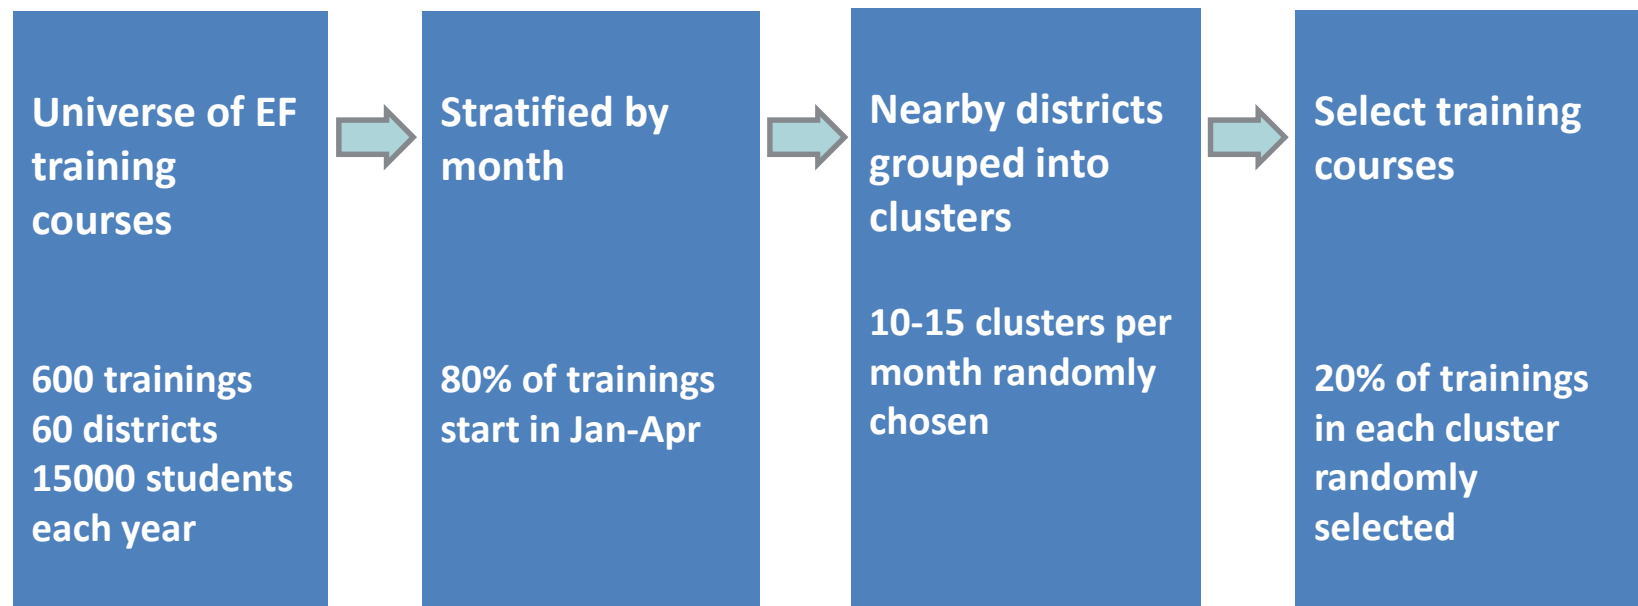 Universe of EF
training
courses
600 trainings
60 districts
15000 students
each year
Stratified by
month
80% of trainings
start in Jan-Apr
Nearby districts
grouped into
clusters
10-15 clusters per
month randomly
chosen
Select training
courses
20% of trainings
in each cluster
randomly
selected